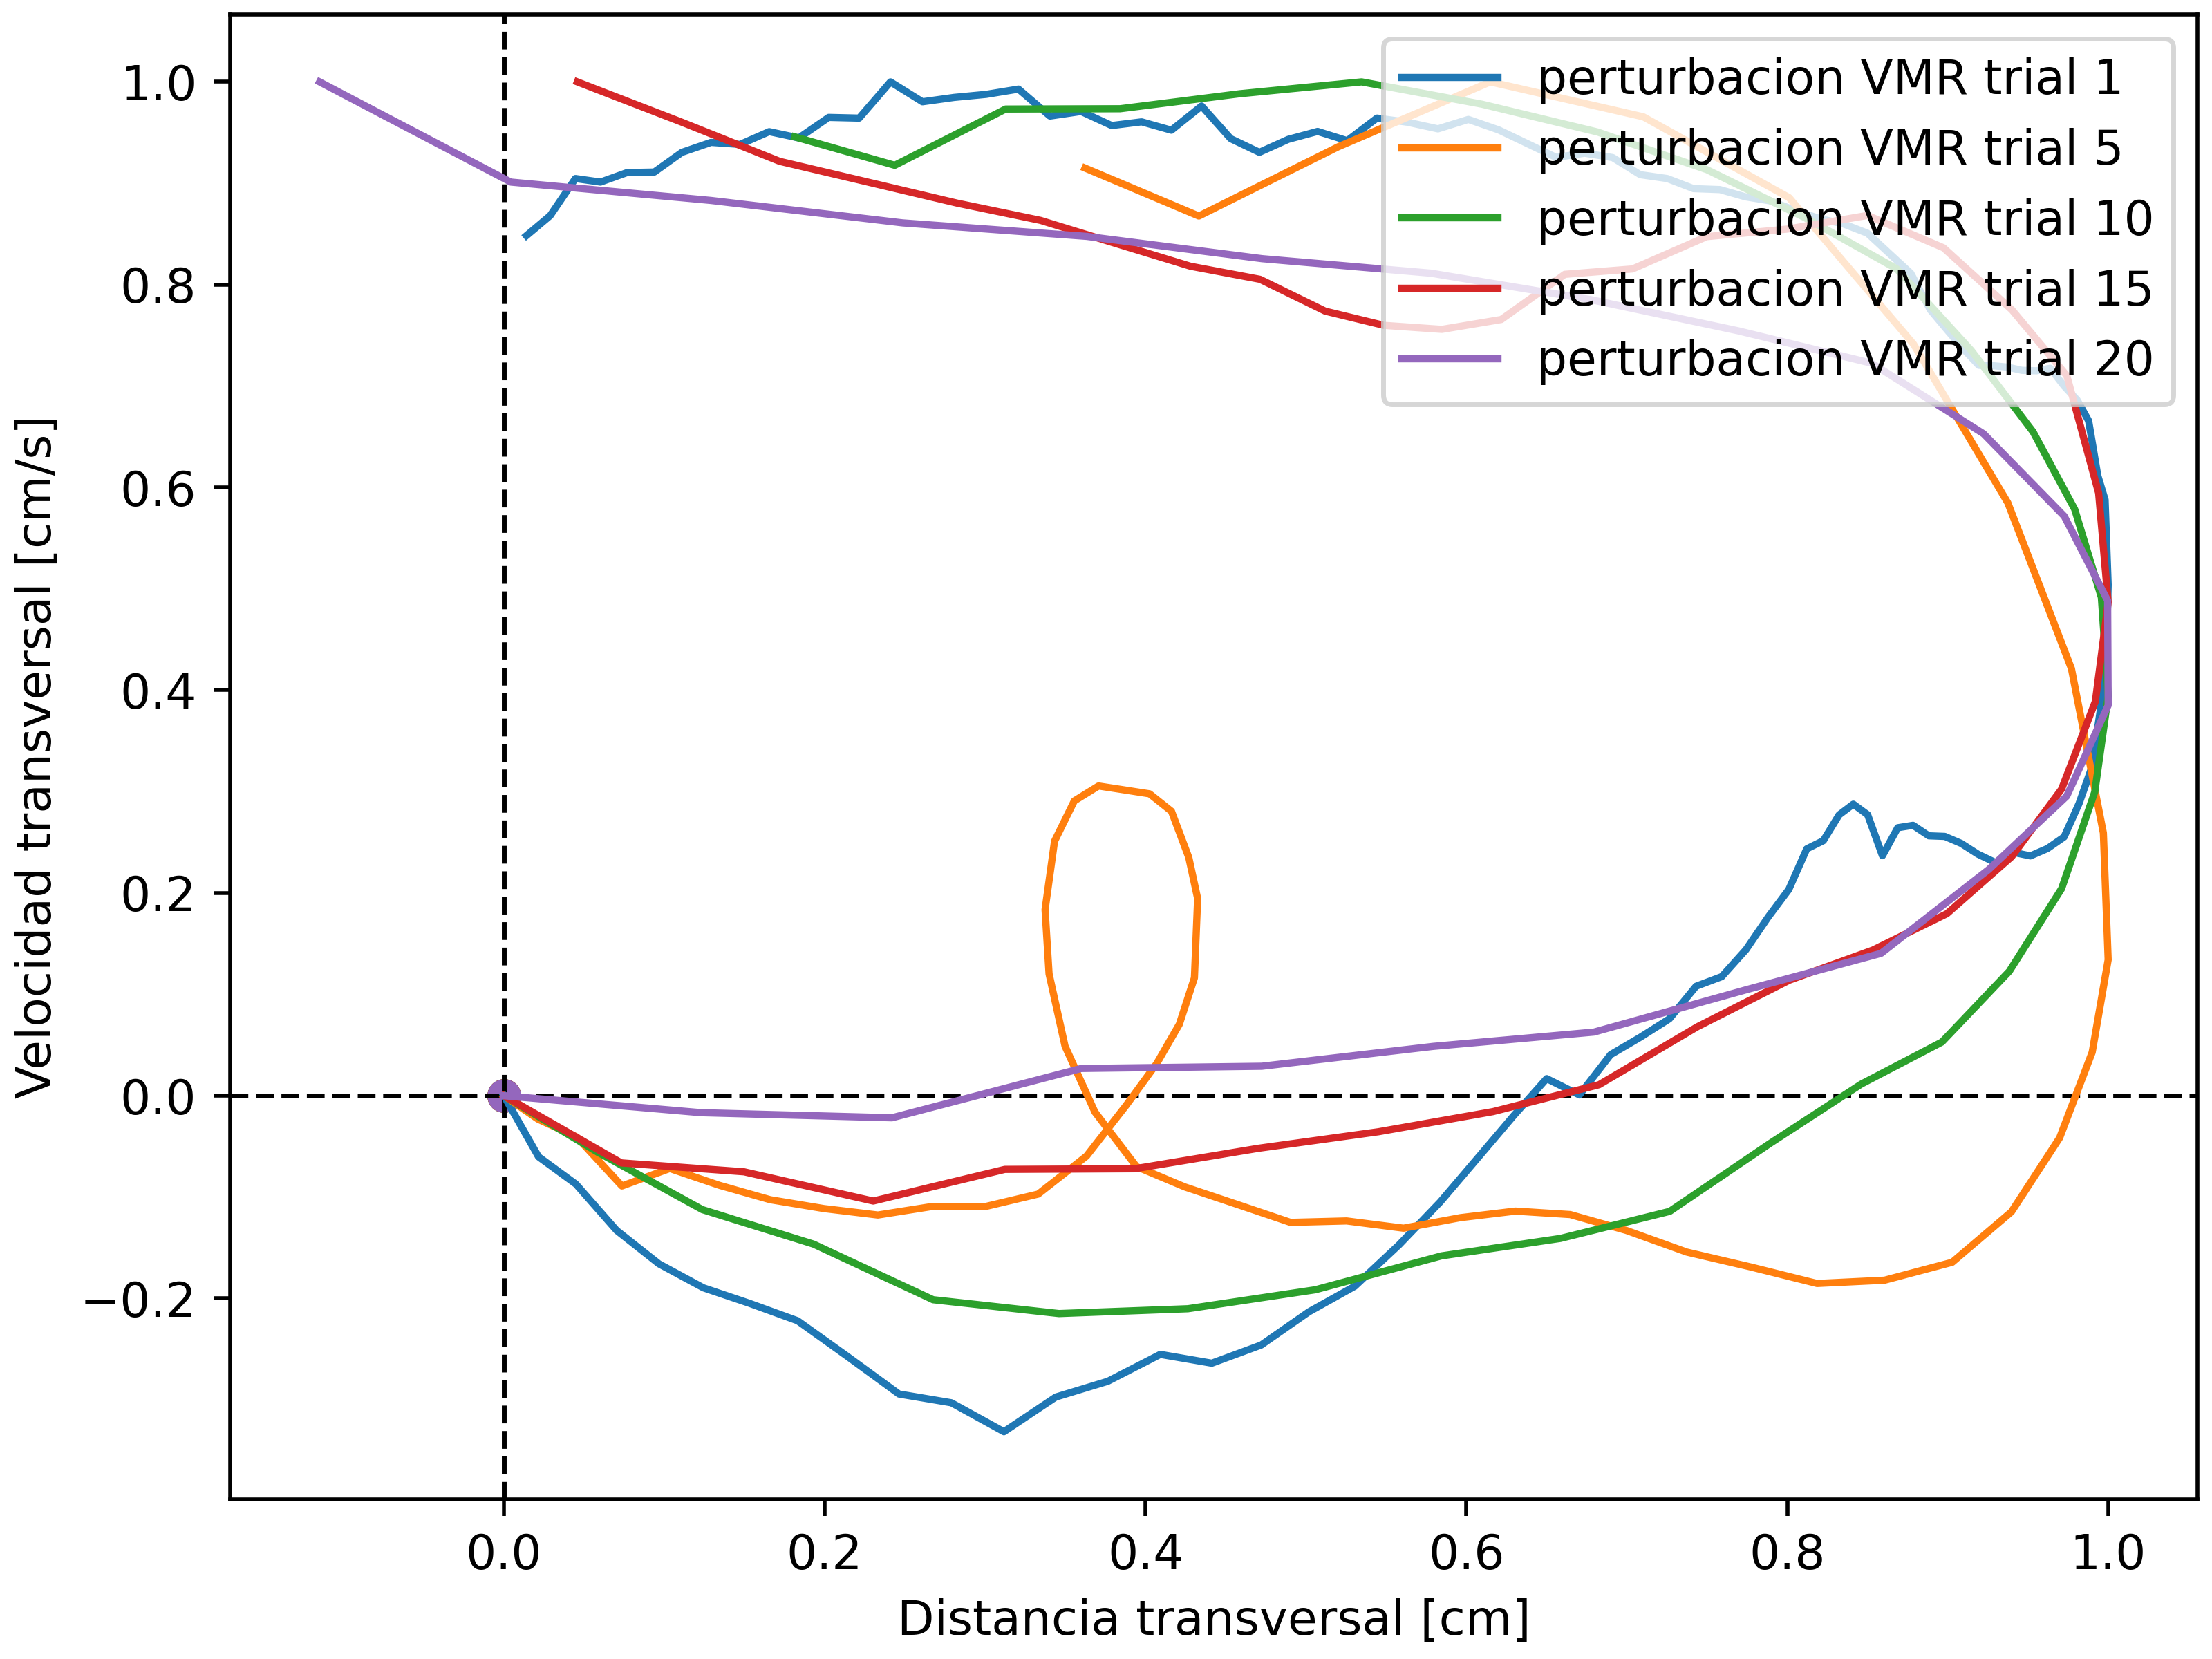 perturbacion VMR trial 1
perturbacion VMR trial 5
perturbacion VMR trial 10
perturbacion VMR trial 15
perturbacion VMR trial 20
Velocidad transversal [cm/s]
1.0
0.8
0.6
0.4
0.2
0.0
−0.2
0.0 0.2 0.4 0.6 0.8 1.0
Distancia transversal [cm]